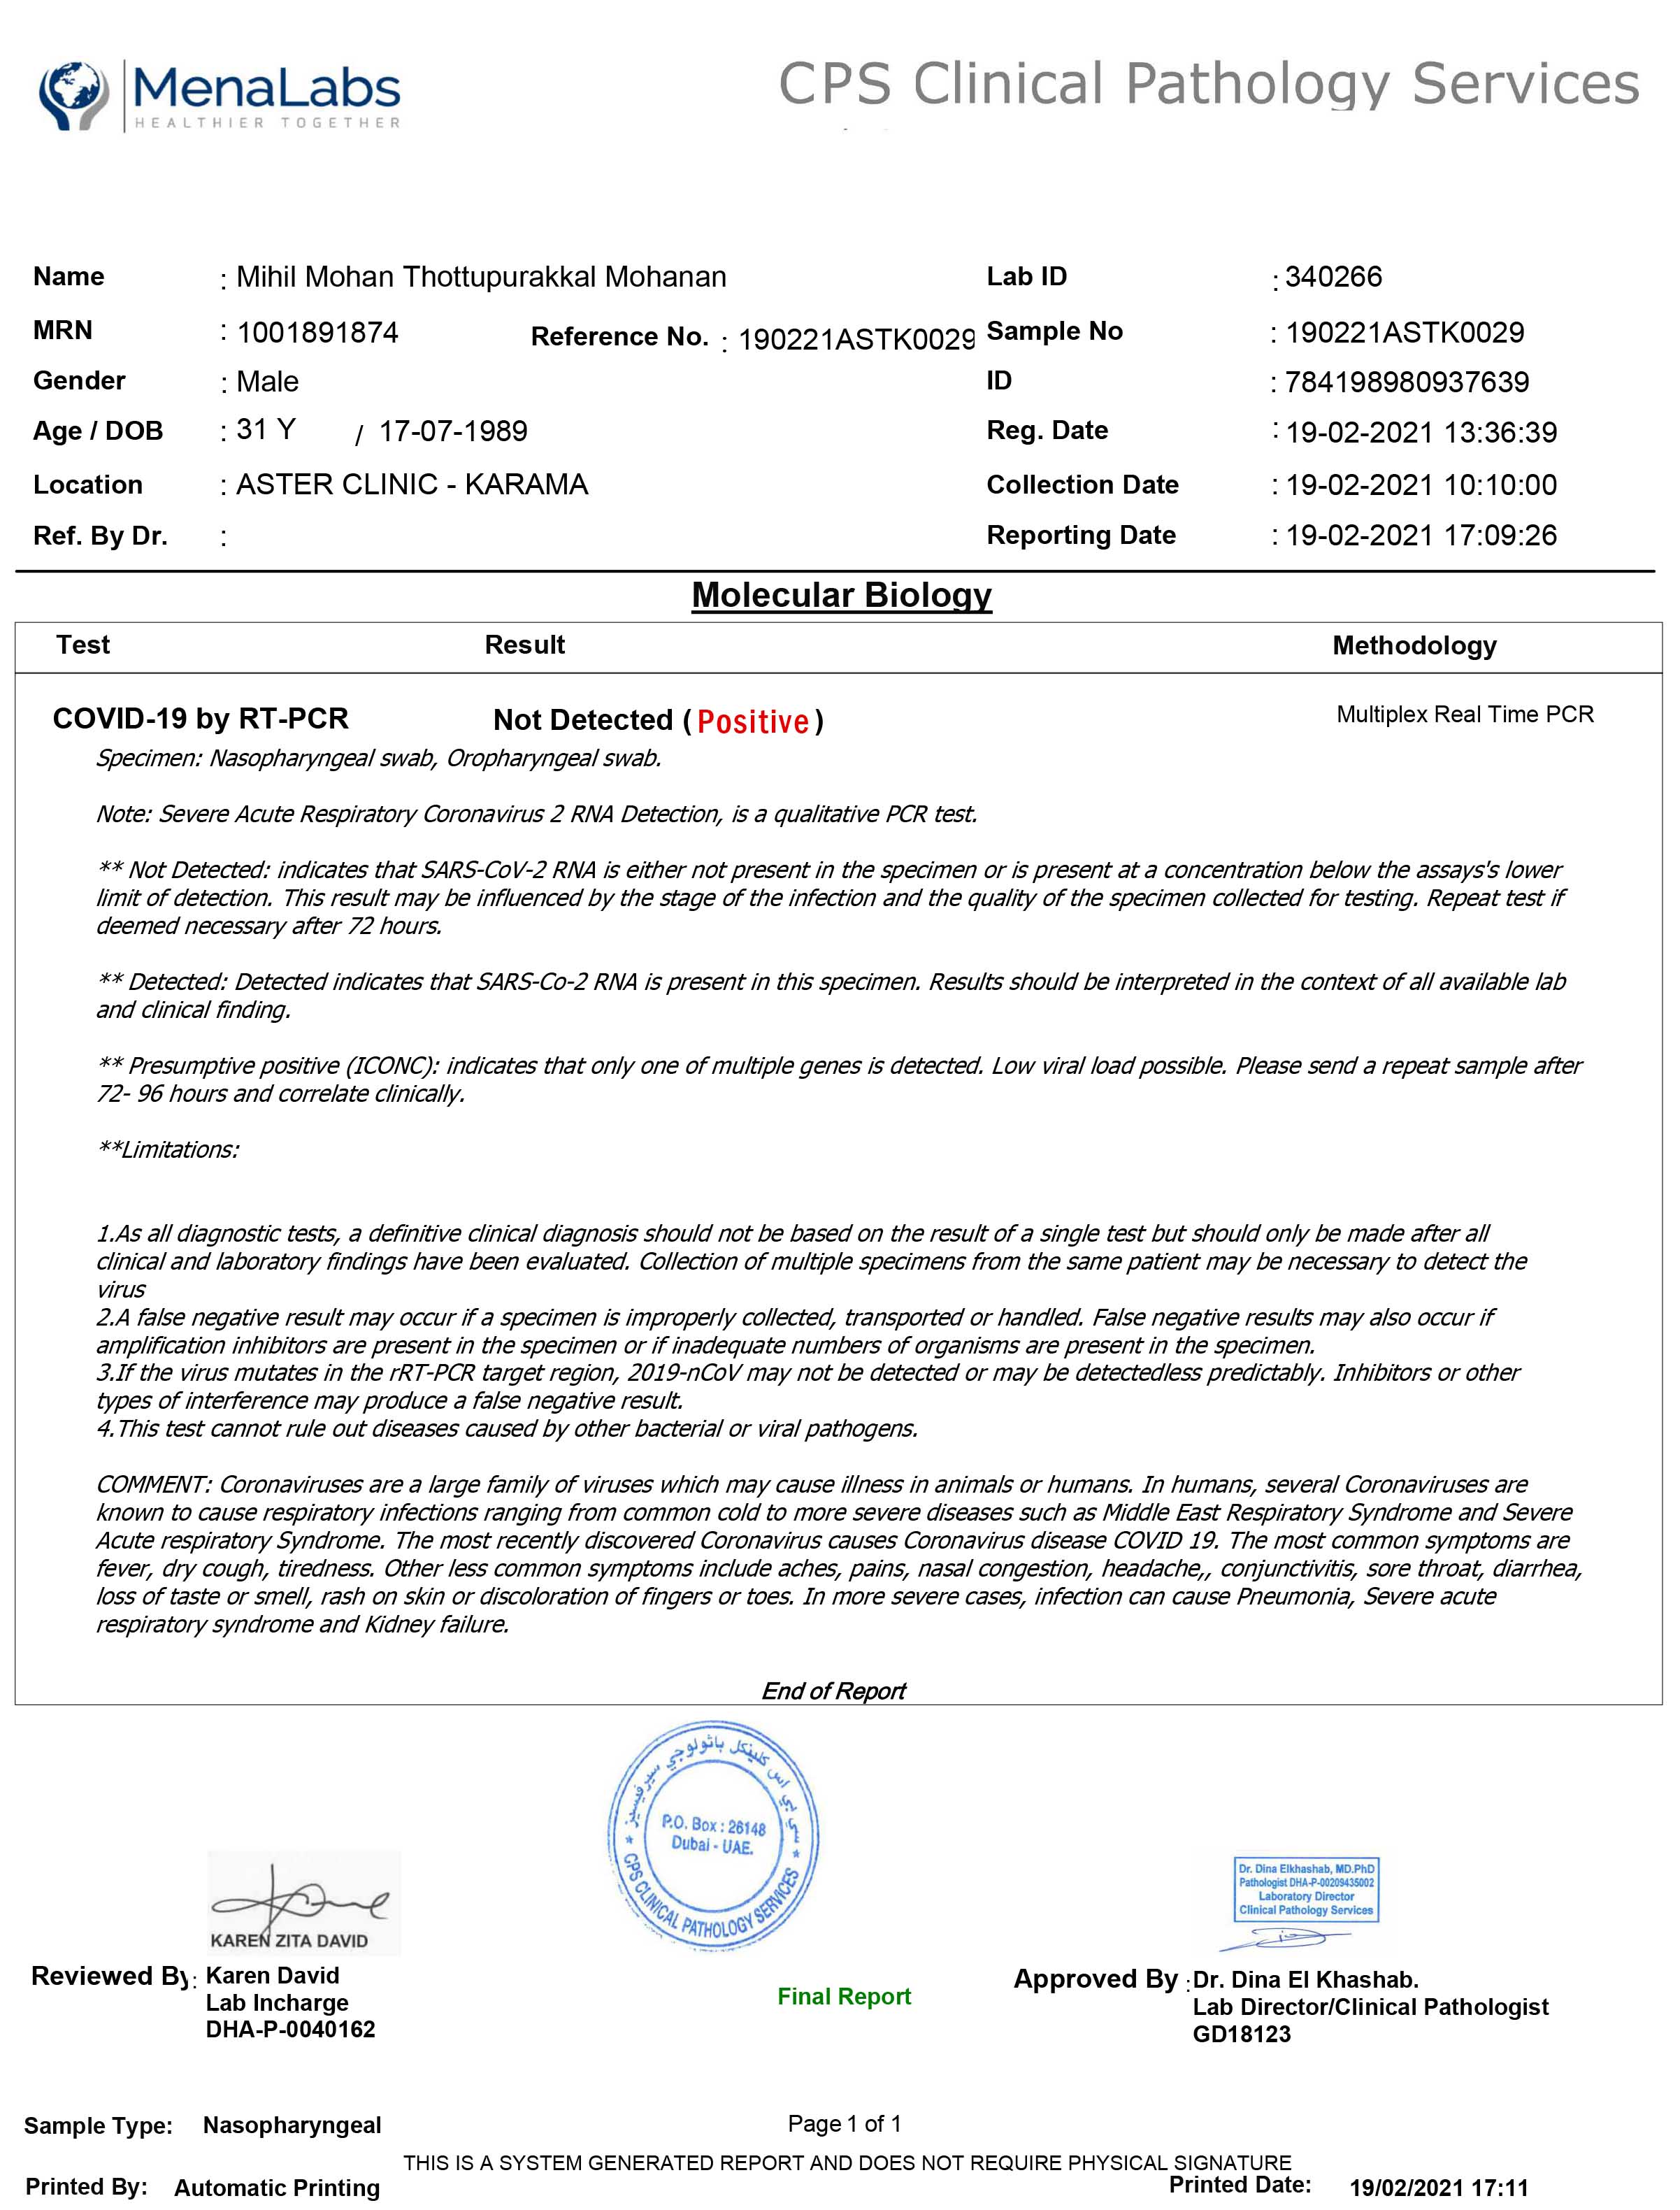 MenaLabs
HEALTHIER TOGETHER
CPS Clinical Pathology Services
Name : Mihil Mohan Thottupurakkal Mohanan Lab ID : 340266
MRN : 1001891874 Reference No. : 190221ASTK0029 Sample No : 190221ASTK0029
Gender : Male ID : 784198980937639
Age / DOB : 31 Y / 17-07-1989 Reg. Date : 19-02-2021 13:36:39
Location : ASTER CLINIC - KARAMA Collection Date : 19-02-2021 10:10:00
Ref. By Dr. : Reporting Date : 19-02-2021 17:09:26
Molecular Biology
Test Result Methodology
COVID-19 by RT-PCR Not Detected (Positive) Multiplex Real Time PCR
Specimen: Nasopharyngeal swab, Oropharyngeal swab.
Note: Severe Acute Respiratory Coronavirus 2 RNA Detection, is a qualitative PCR test.
** Not Detected: indicates that SARS-CoV-2 RNA is either not present in the specimen or is present at a concentration below the assays's lower
limit of detection. This result may be influenced by the stage of the infection and the quality of the specimen collected for testing. Repeat test if
deemed necessary after 72 hours.
** Detected: Detected indicates that SARS-Co-2 RNA is present in this specimen. Results should be interpreted in the context of all available lab
and clinical finding.
** Presumptive positive (ICONC): indicates that only one of multiple genes is detected. Low viral load possible. Please send a repeat sample after
72- 96 hours and correlate clinically.
**Limitations:
1.As all diagnostic tests, a definitive clinical diagnosis should not be based on the result of a single test but should only be made after all
clinical and laboratory findings have been evaluated. Collection of multiple specimens from the same patient may be necessary to detect the
virus
2.A false negative result may occur if a specimen is improperly collected, transported or handled. False negative results may also occur if
amplification inhibitors are present in the specimen or if inadequate numbers of organisms are present in the specimen.
3.If the virus mutates in the rRT-PCR target region, 2019-nCoV may not be detected or may be detectedless predictably. Inhibitors or other
types of interference may produce a false negative result.
4.This test cannot rule out diseases caused by other bacterial or viral pathogens.
COMMENT: Coronaviruses are a large family of viruses which may cause illness in animals or humans. In humans, several Coronaviruses are
known to cause respiratory infections ranging from common cold to more severe diseases such as Middle East Respiratory Syndrome and Severe
Acute respiratory Syndrome. The most recently discovered Coronavirus causes Coronavirus disease COVID 19. The most common symptoms are
fever, dry cough, tiredness. Other less common symptoms include aches, pains, nasal congestion, headache,, conjunctivitis, sore throat, diarrhea,
loss of taste or smell, rash on skin or discoloration of fingers or toes. In more severe cases, infection can cause Pneumonia, Severe acute
respiratory syndrome and Kidney failure.
End of Report
سي بي اس كلينكل باثولوجي سيرفيسيز
P.O. Box : 26148
Dubai - UAE.
* CPS CLINICAL PATHOLOGY SERVICES *
KAREN ZITA DAVID
Dr. Dina Elkhashab, MD.PhD
Pathologist DHA-P-00209435002
Laboratory Director
Clinical Pathology Services
Reviewed By : Karen David
Lab Incharge
DHA-P-0040162
Final Report
Approved By : Dr. Dina El Khashab.
Lab Director/Clinical Pathologist
GD18123
Sample Type: Nasopharyngeal
Page 1 of 1
THIS IS A SYSTEM GENERATED REPORT AND DOES NOT REQUIRE PHYSICAL SIGNATURE
Printed By: Automatic Printing
Printed Date: 19/02/2021 17:11